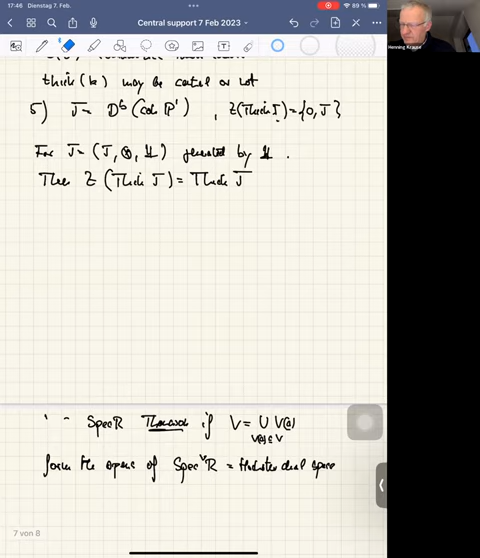 17:46 Dienstag 7. Feb.
89 %
Central support 7 Feb 2023
Henning Krause
thick (k) may be central or not
5) J = D^b (coh P^1), Z(Thick J) = {0, J}
For J = (J, ⊗, 1) generated by 1.
Then Z (Thick J) = Thick J
Spec R Thomason if V = ∪ V(a)
V(a) ⊆ V
form the opens of Spec^∨ R = Hochster dual space
7 von 8